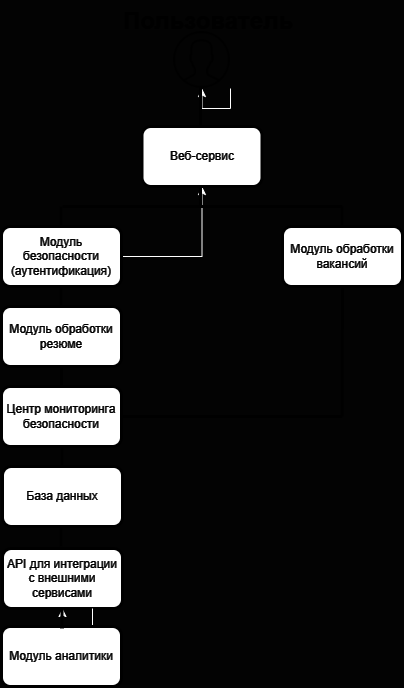 Пользователь
Веб-сервис
Модуль
безопасности
(аутентификация)
Модуль обработки
вакансий
Модуль обработки
резюме
Центр мониторинга
безопасности
База данных
API для интеграции
с внешними
сервисами
Модуль аналитики